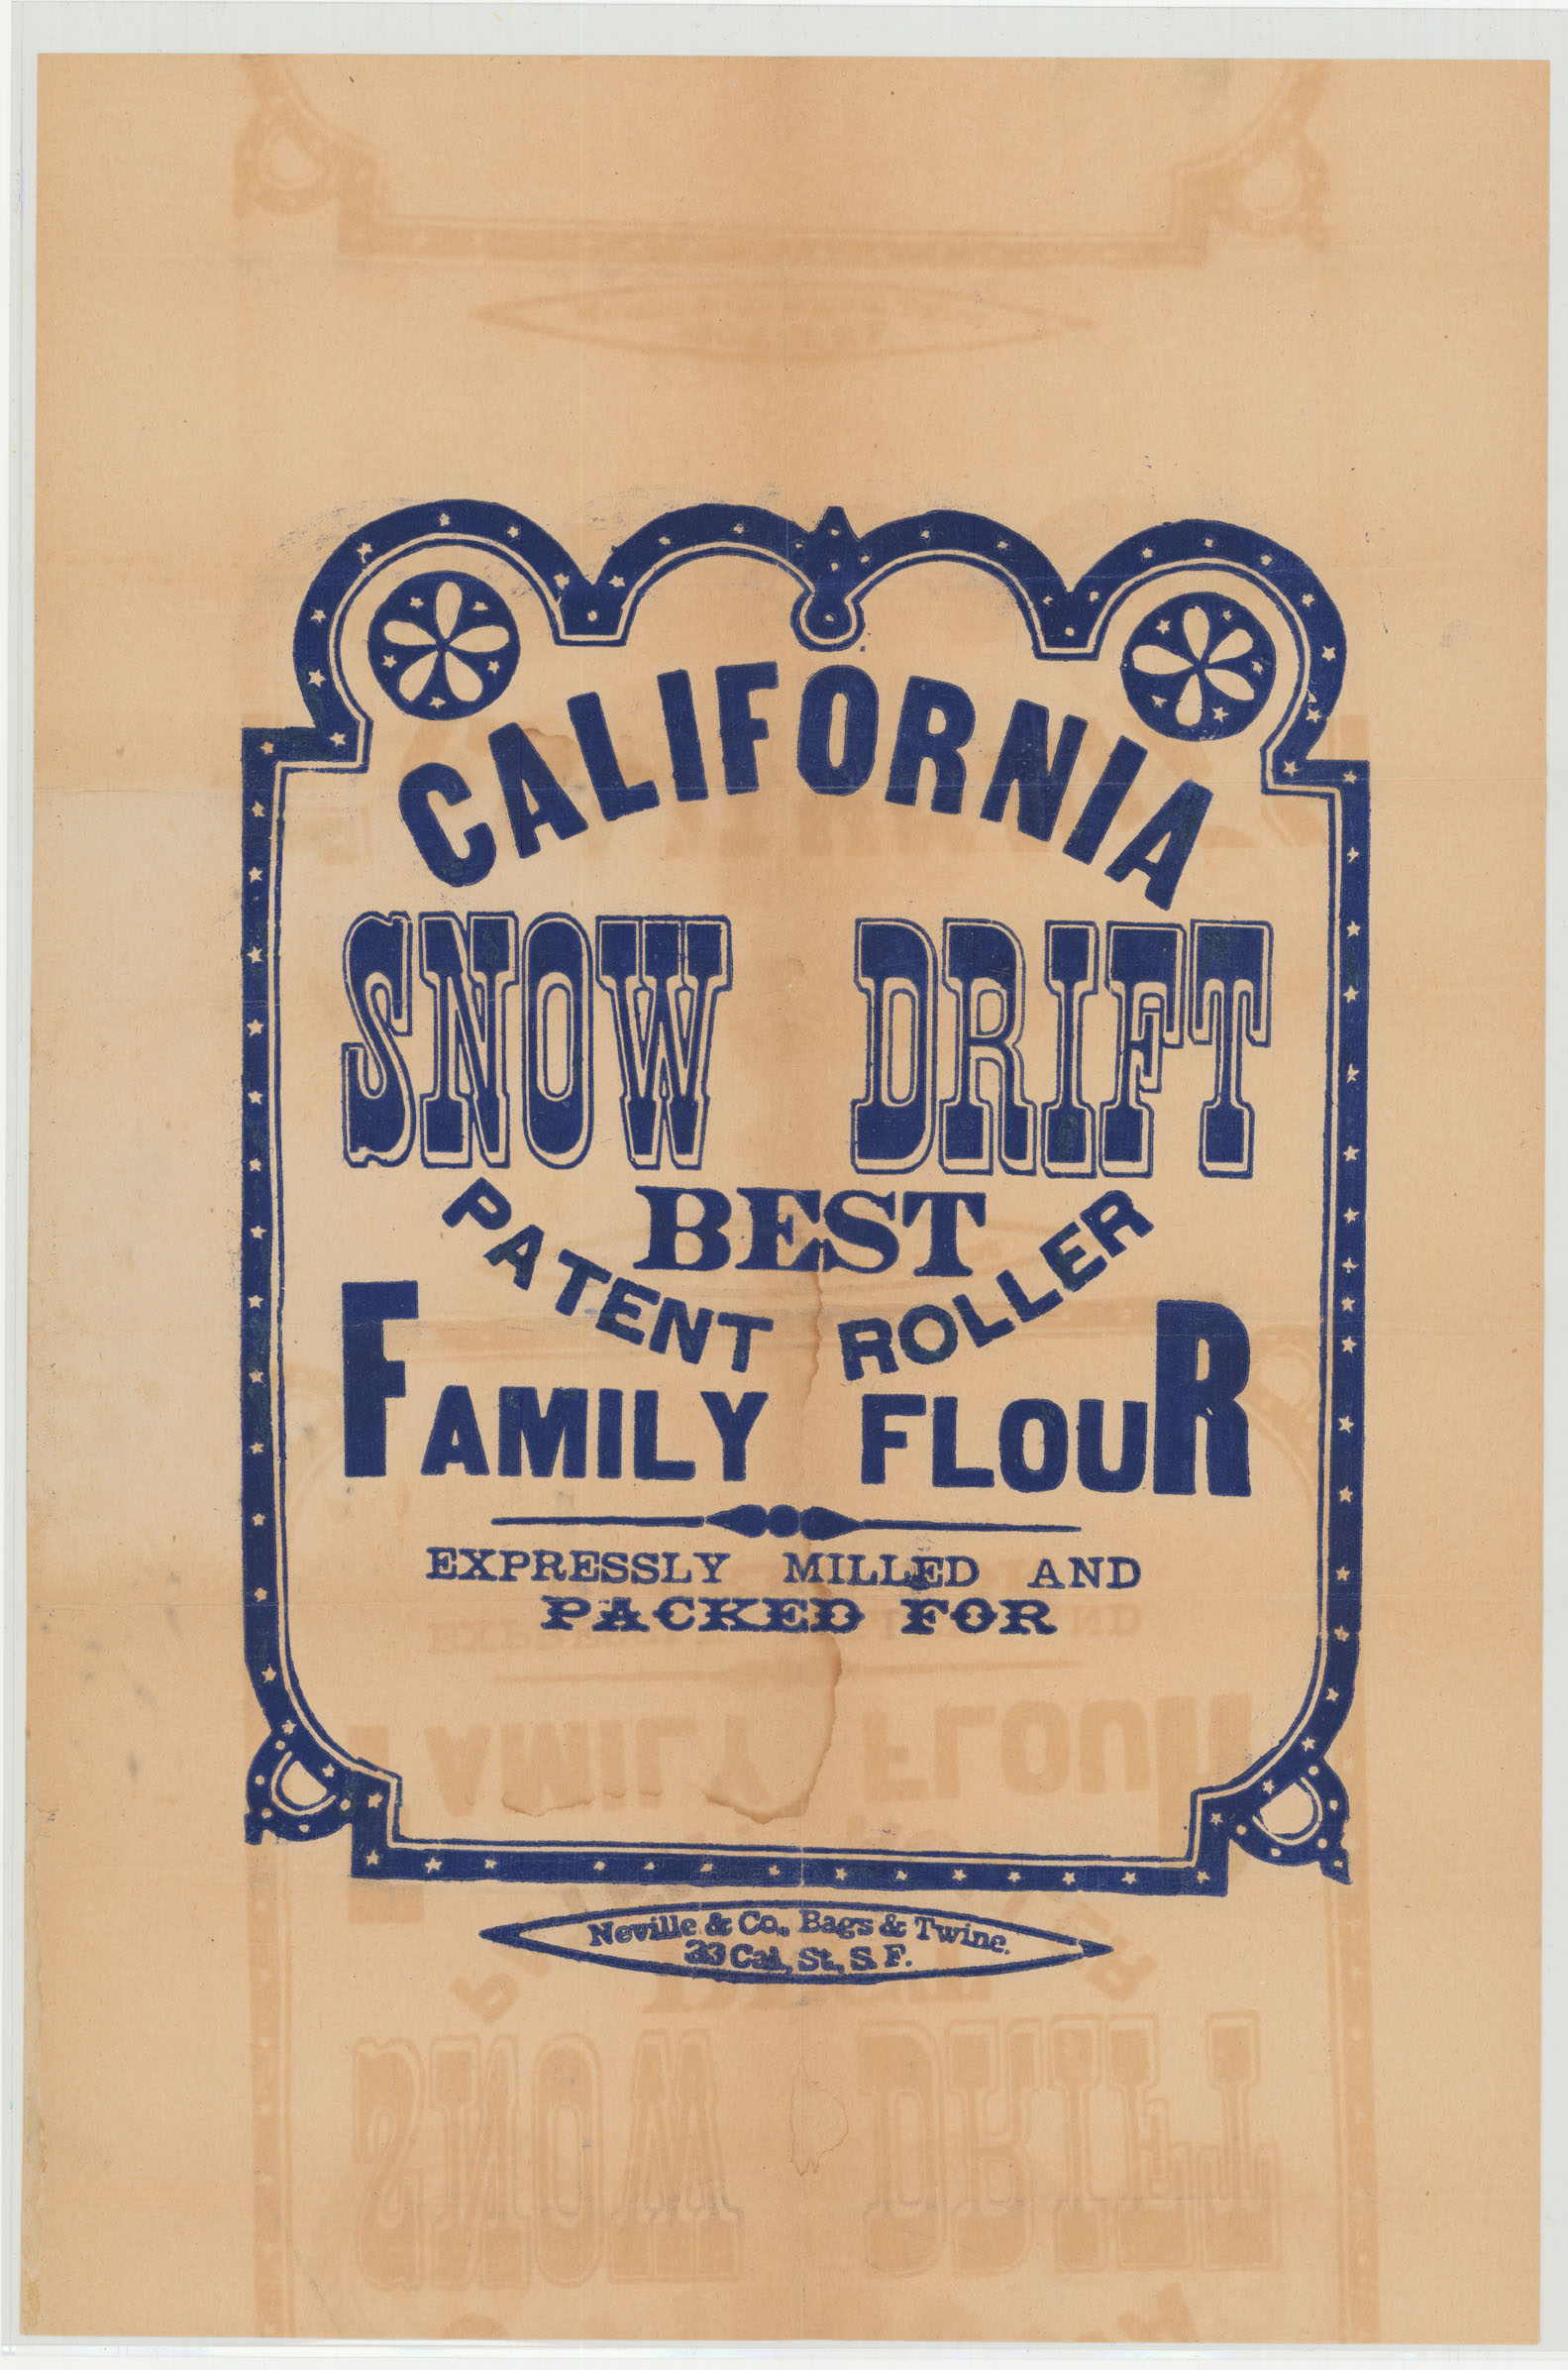 CALIFORNIA
SNOW DRIFT
BEST
PATENT ROLLER
FAMILY FLOUR
EXPRESSLY MILLED AND
PACKED FOR
Neville & Co. Bags & Twine.
33 Cal. St., S. F.